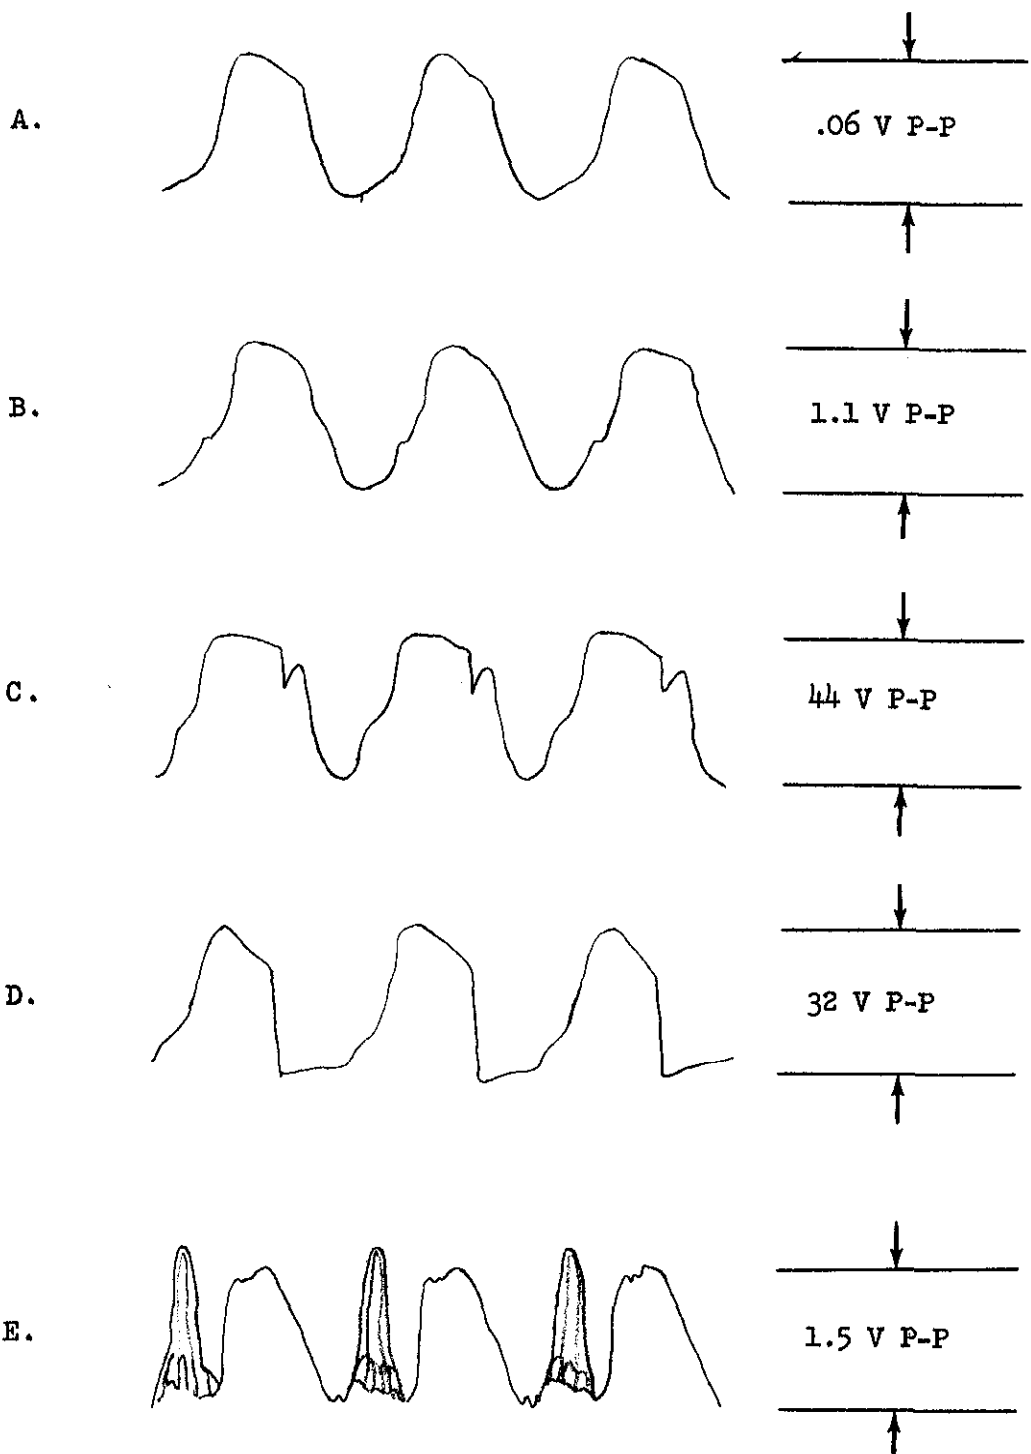 A. .06 V P-P
B. 1.1 V P-P
C. 44 V P-P
D. 32 V P-P
E. 1.5 V P-P